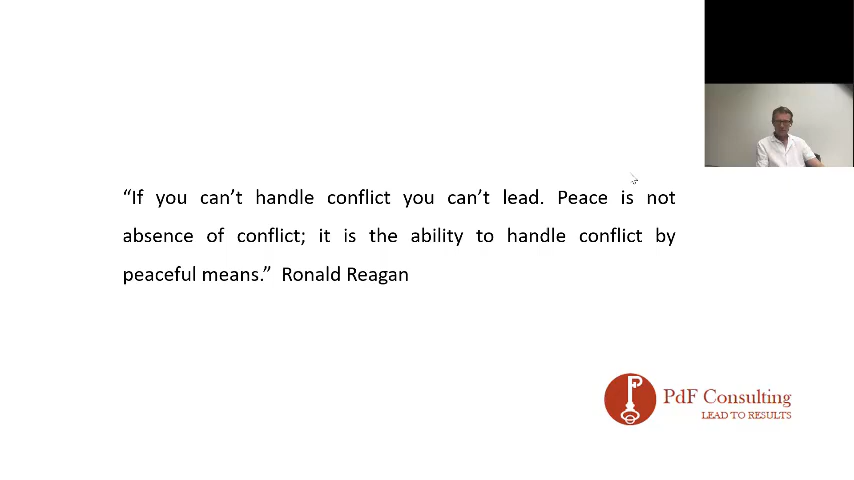 “If you can’t handle conflict you can’t lead. Peace is not
absence of conflict; it is the ability to handle conflict by
peaceful means.” Ronald Reagan
PdF Consulting
LEAD TO RESULTS